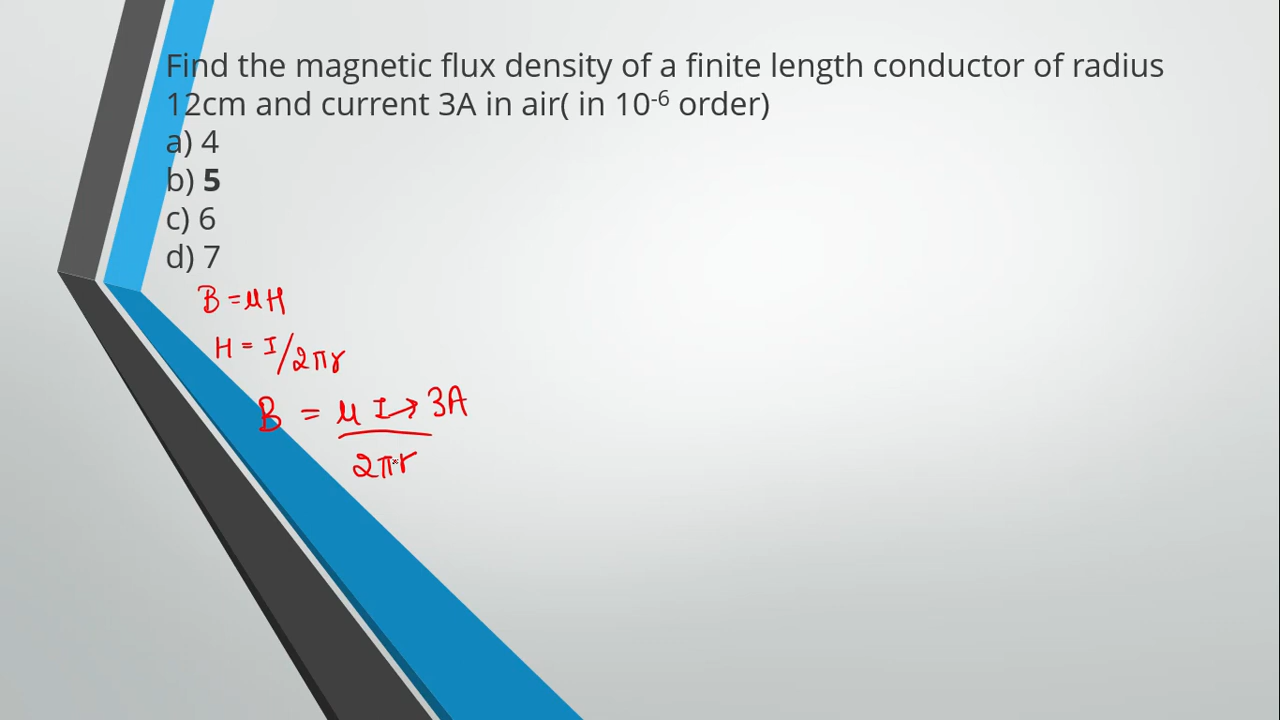 Find the magnetic flux density of a finite length conductor of radius
12cm and current 3A in air( in 10⁻⁶ order)
a) 4
b) 5
c) 6
d) 7
B = μH
H = I/2πr
B = μ I → 3A
2πr